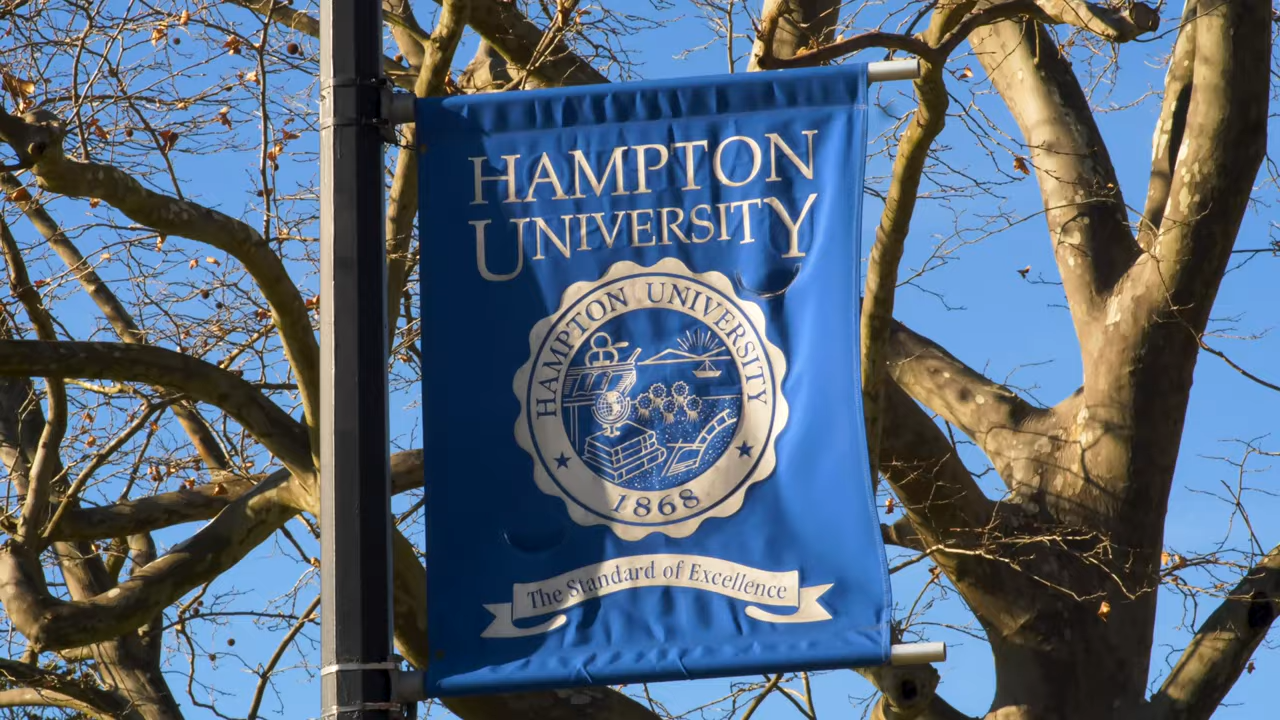 HAMPTON
UNIVERSITY
HAMPTON UNIVERSITY
1868
The Standard of Excellence